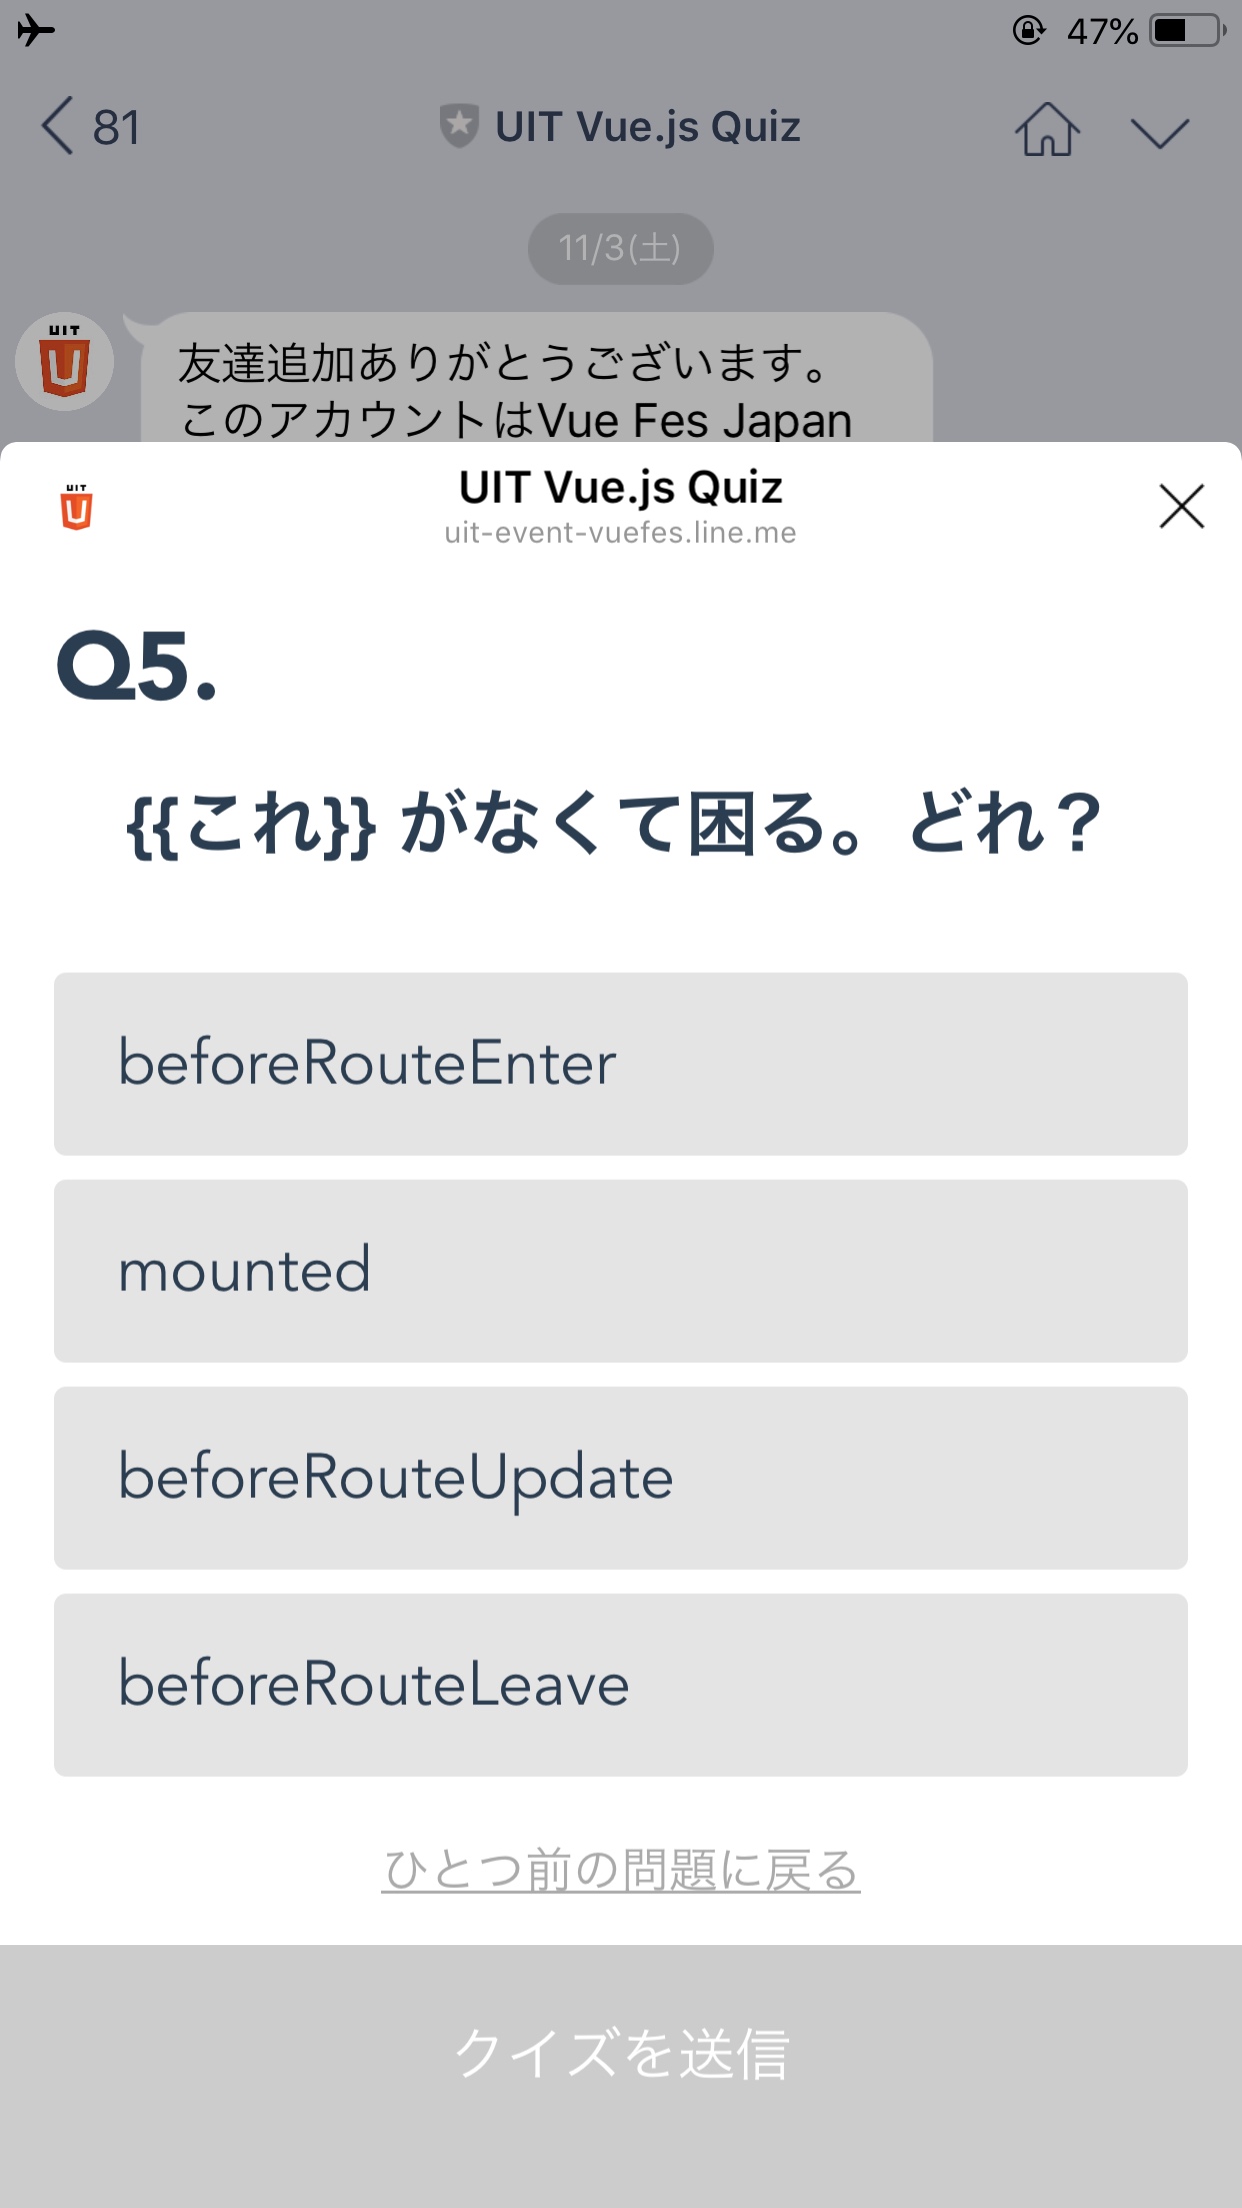 47%
81
UIT Vue.js Quiz
11/3(土)
UIT
友達追加ありがとうございます。
このアカウントはVue Fes Japan
UIT
UIT Vue.js Quiz
uit-event-vuefes.line.me
Q5.
{{これ}} がなくて困る。どれ？
beforeRouteEnter
mounted
beforeRouteUpdate
beforeRouteLeave
ひとつ前の問題に戻る
クイズを送信